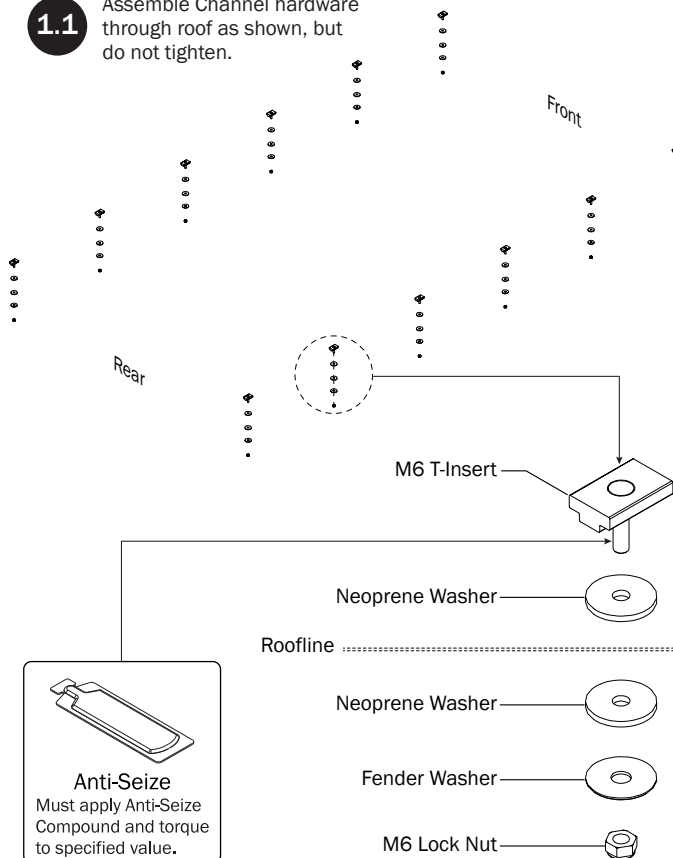 1.1
Assemble Channel hardware
through roof as shown, but
do not tighten.
Front
Rear
M6 T-Insert
Neoprene Washer
Roofline
Neoprene Washer
Fender Washer
M6 Lock Nut
Anti-Seize
Must apply Anti-Seize
Compound and torque
to specified value.